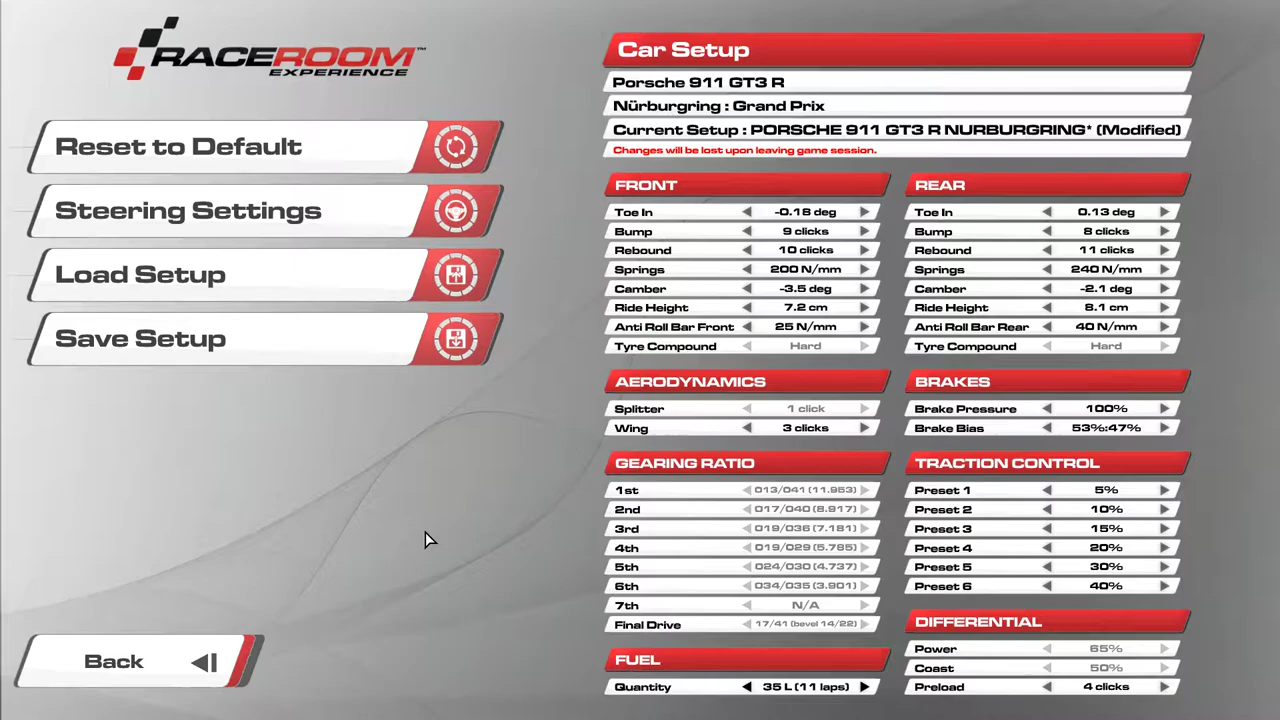 RACEROOM™
EXPERIENCE
Reset to Default
Steering Settings
Load Setup
Save Setup
Back
Car Setup
Porsche 911 GT3 R
Nürburgring : Grand Prix
Current Setup : PORSCHE 911 GT3 R NURBURGRING* (Modified)
Changes will be lost upon leaving game session.
FRONT
Toe In -0.18 deg
Bump 9 clicks
Rebound 10 clicks
Springs 200 N/mm
Camber -3.5 deg
Ride Height 7.2 cm
Anti Roll Bar Front 25 N/mm
Tyre Compound Hard
AERODYNAMICS
Splitter 1 click
Wing 3 clicks
GEARING RATIO
1st 013/041 (11.953)
2nd 017/040 (8.917)
3rd 019/036 (7.181)
4th 019/029 (5.785)
5th 024/030 (4.737)
6th 034/035 (3.901)
7th N/A
Final Drive 17/41 (bevel 14/22)
FUEL
Quantity 35 L (11 laps)
REAR
Toe In 0.13 deg
Bump 8 clicks
Rebound 11 clicks
Springs 240 N/mm
Camber -2.1 deg
Ride Height 8.1 cm
Anti Roll Bar Rear 40 N/mm
Tyre Compound Hard
BRAKES
Brake Pressure 100%
Brake Bias 53%:47%
TRACTION CONTROL
Preset 1 5%
Preset 2 10%
Preset 3 15%
Preset 4 20%
Preset 5 30%
Preset 6 40%
DIFFERENTIAL
Power 65%
Coast 50%
Preload 4 clicks